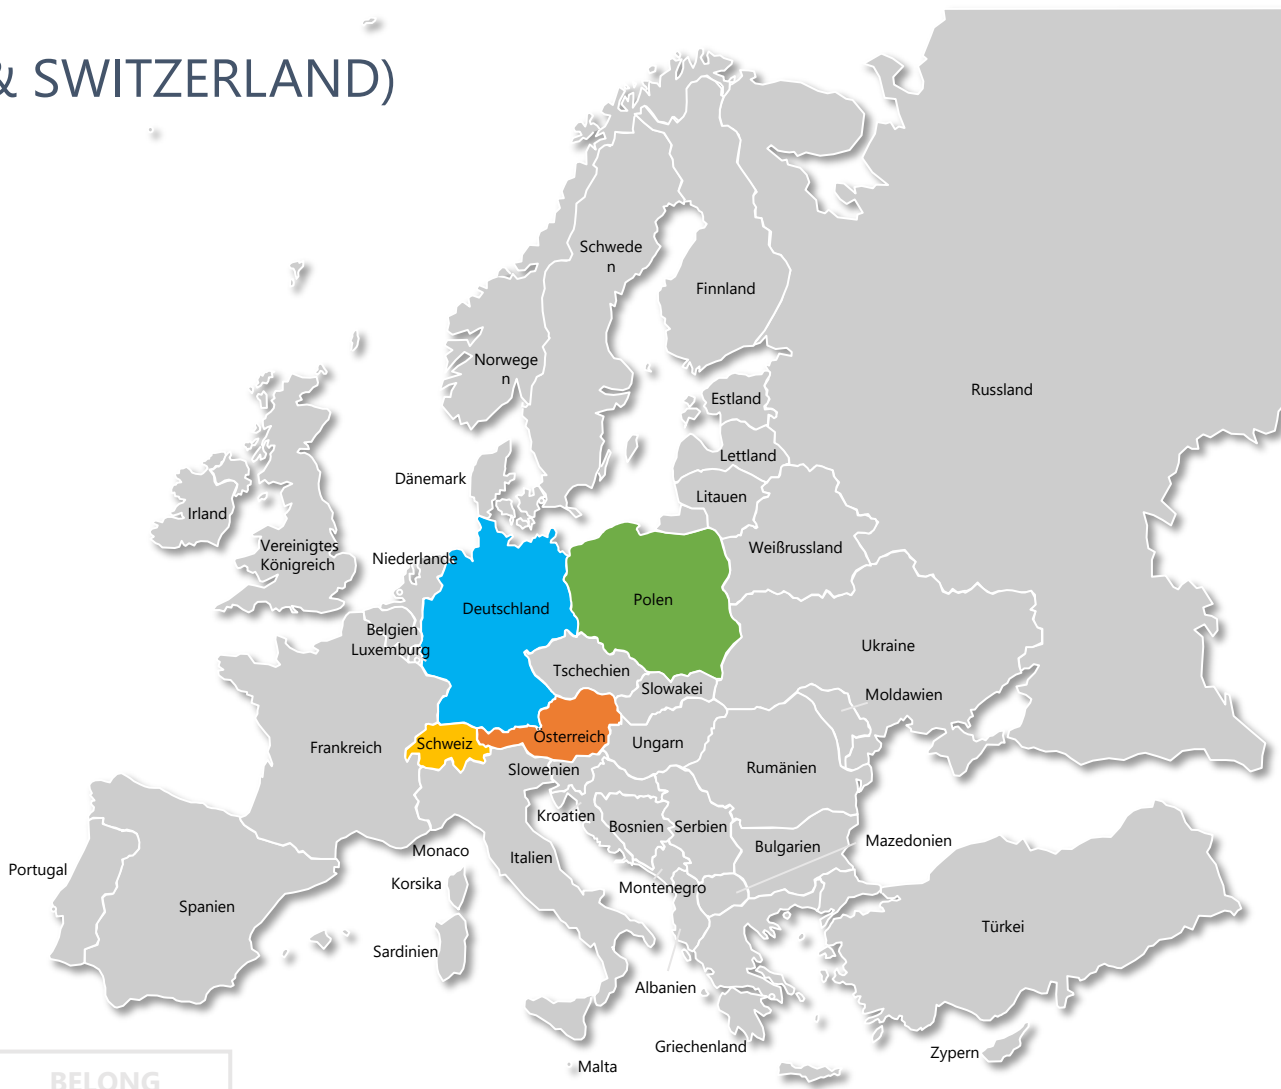 & SWITZERLAND)
Schwede
n
Finnland
Norwege
n
Russland
Estland
Lettland
Dänemark
Litauen
Irland
Vereinigtes
Königreich
Weißrussland
Niederlande
Polen
Deutschland
Belgien
Luxemburg
Ukraine
Tschechien
Slowakei
Moldawien
Österreich
Schweiz
Ungarn
Frankreich
Slowenien
Rumänien
Kroatien
Bosnien
Serbien
Mazedonien
Bulgarien
Monaco
Italien
Portugal
Korsika
Montenegro
Spanien
Türkei
Sardinien
Albanien
Griechenland
Zypern
Malta
BELONG